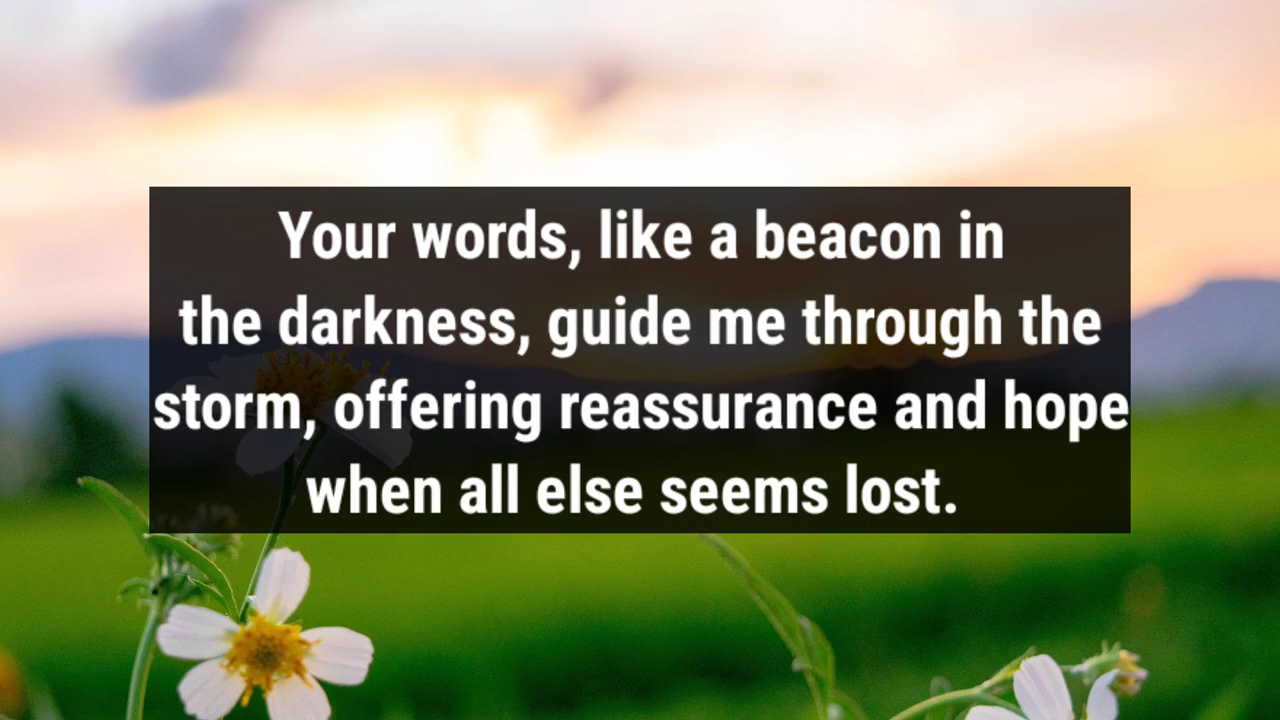 Your words, like a beacon in
the darkness, guide me through the
storm, offering reassurance and hope
when all else seems lost.